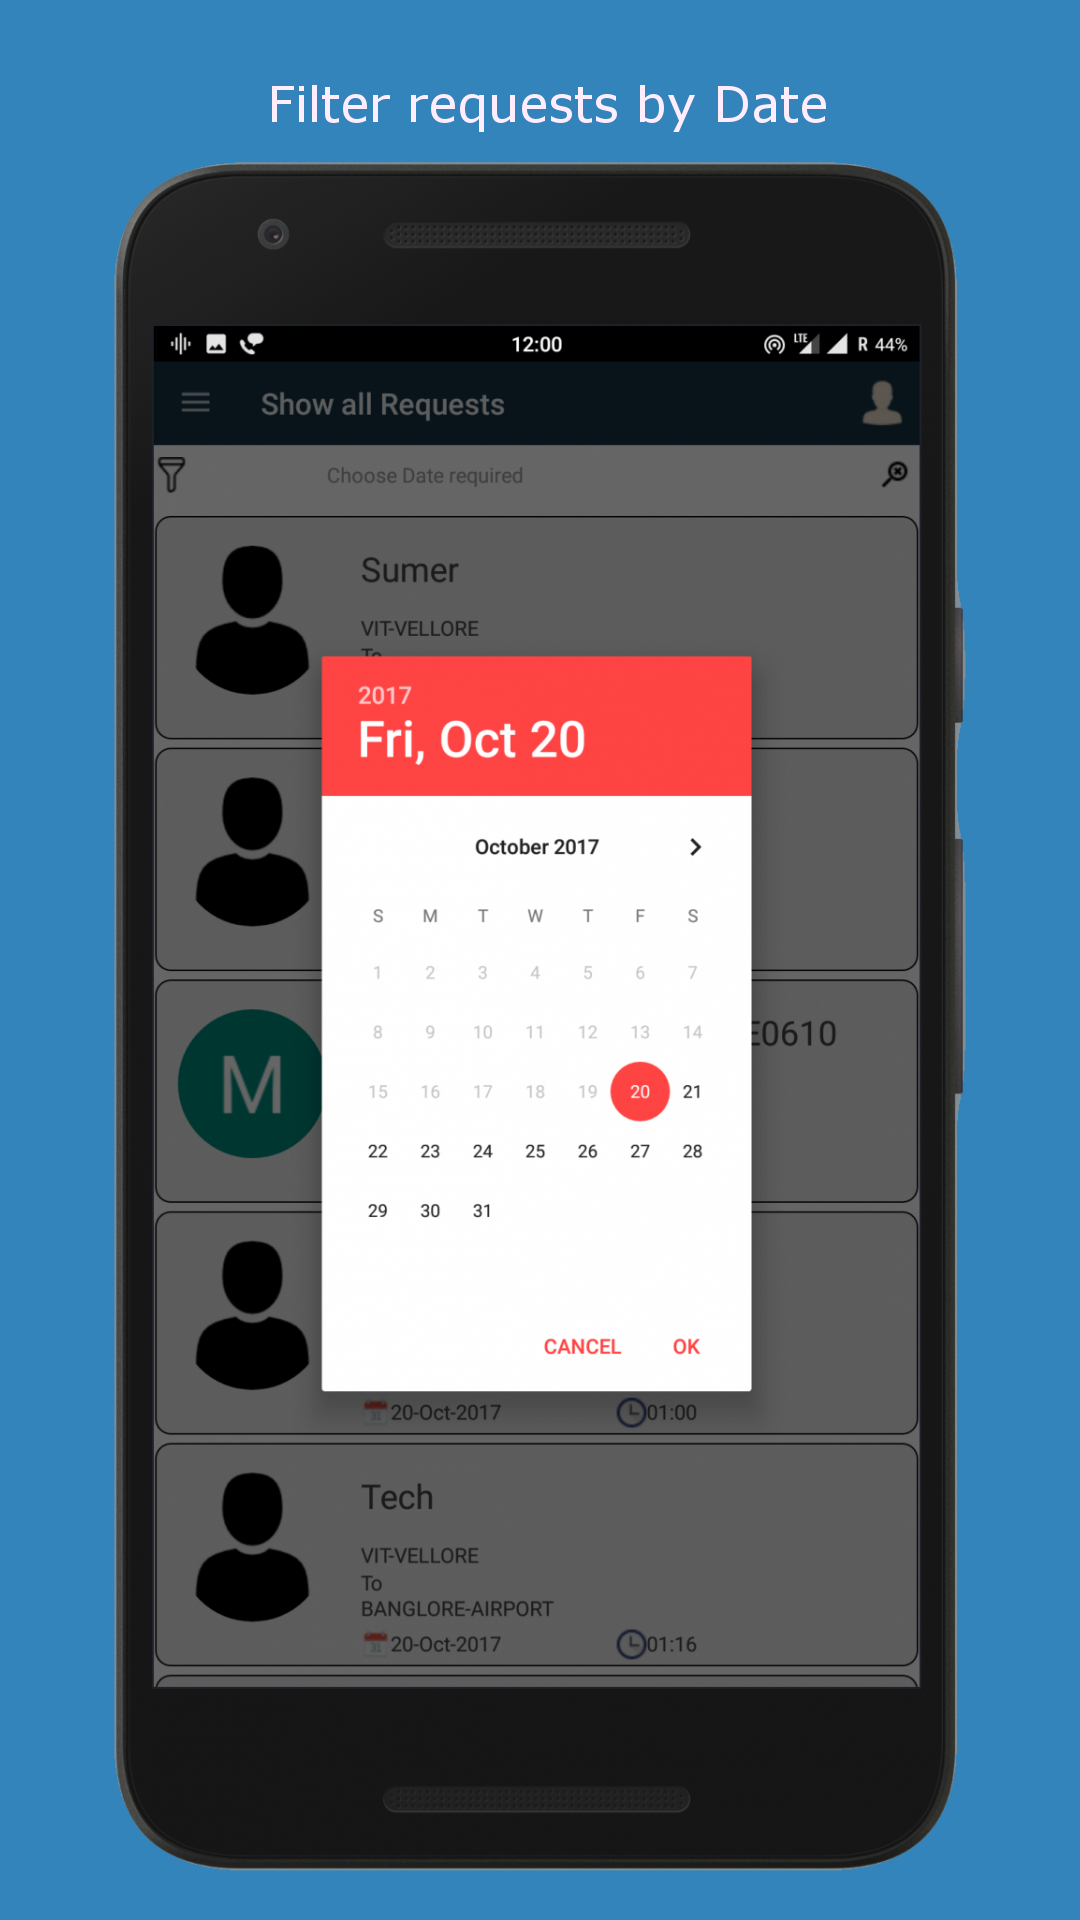 Filter requests by Date
12:00
LTE
R 44%
Show all Requests
Choose Date required
Sumer
VIT-VELLORE
2017
Fri, Oct 20
October 2017
S M T W T F S
1 2 3 4 5 6 7
8 9 10 11 12 13 14
15 16 17 18 19 20 21
22 23 24 25 26 27 28
29 30 31
CANCEL OK
M
E0610
20-Oct-2017 01:00
Tech
VIT-VELLORE
To
BANGLORE-AIRPORT
31 20-Oct-2017 01:16